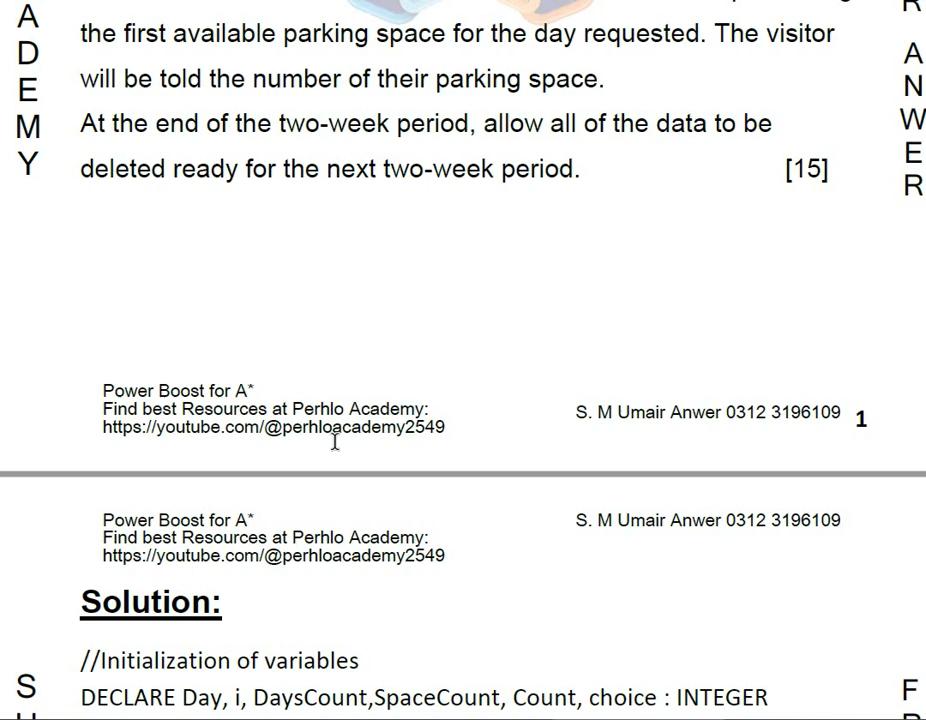 A
D
E
M
Y
R
A
N
W
E
R
the first available parking space for the day requested. The visitor
will be told the number of their parking space.
At the end of the two-week period, allow all of the data to be
deleted ready for the next two-week period. [15]
Power Boost for A*
Find best Resources at Perhlo Academy:
https://youtube.com/@perhloacademy2549
S. M Umair Anwer 0312 3196109 1
Power Boost for A*
Find best Resources at Perhlo Academy:
https://youtube.com/@perhloacademy2549
S. M Umair Anwer 0312 3196109
Solution:
//Initialization of variables
DECLARE Day, i, DaysCount,SpaceCount, Count, choice : INTEGER
S
F